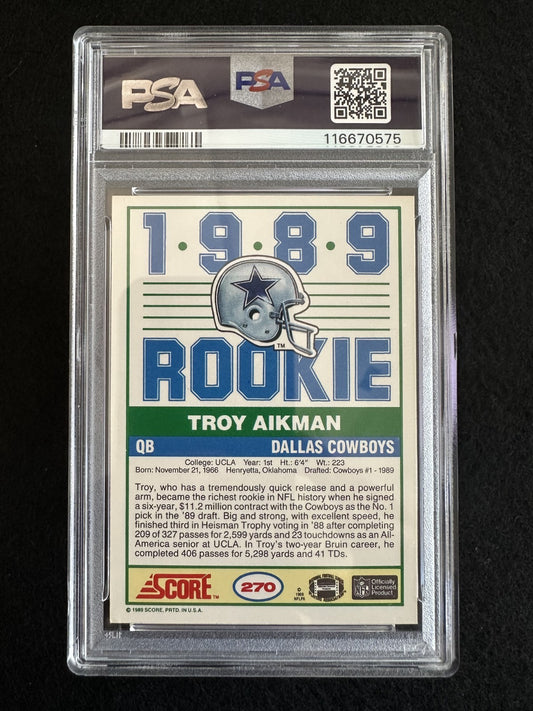 PSA
PSA
116670575
1·9·8·9
ROOKIE
TROY AIKMAN
QB DALLAS COWBOYS
College: UCLA Year: 1st Ht.: 6'4" Wt.: 223
Born: November 21, 1966 Henryetta, Oklahoma Drafted: Cowboys #1 - 1989
Troy, who has a tremendously quick release and a powerful
arm, became the richest rookie in NFL history when he signed
a six-year, $11.2 million contract with the Cowboys as the No. 1
pick in the '89 draft. Big and strong, with excellent speed, he
finished third in Heisman Trophy voting in '88 after completing
209 of 327 passes for 2,599 yards and 23 touchdowns as an All-
America senior at UCLA. In Troy's two-year Bruin career, he
completed 406 passes for 5,298 yards and 41 TDs.
SCORE™ 270 © 1989 NFLPA NFL Officially Licensed Product
© 1989 SCORE, PRTD. IN U.S.A.